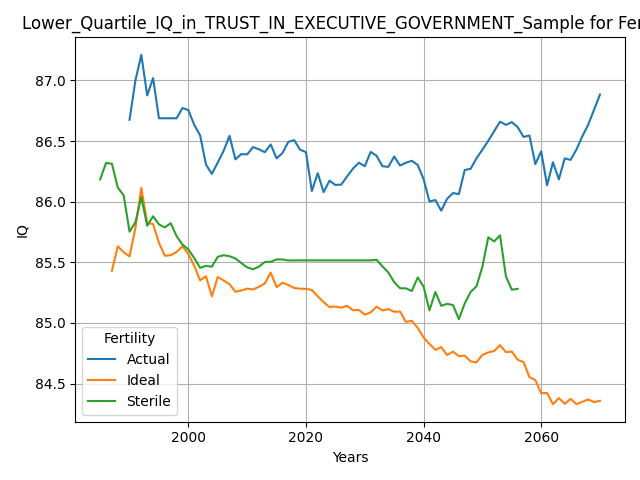 Lower_Quartile_IQ_in_TRUST_IN_EXECUTIVE_GOVERNMENT_Sample for Fer
87.0
86.5
86.0
85.5
85.0
84.5
IQ
Fertility
Actual
Ideal
Sterile
2000 2020 2040 2060
Years